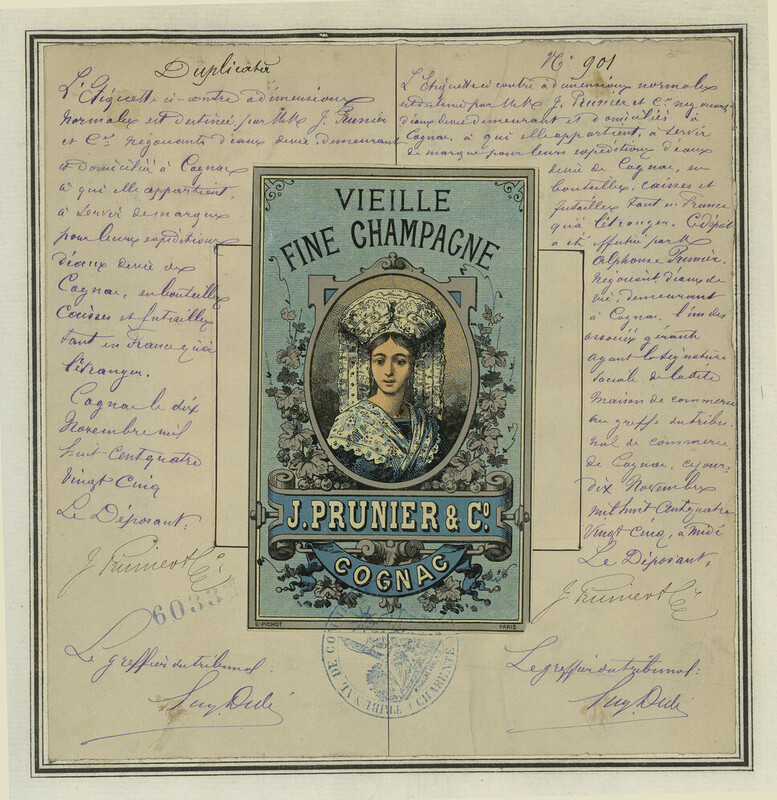 Duplicata
L'Etiquette ci-contre a dimensions
normales est destinée par MM. J. Prunier
et Cie négociants d'eaux de vie, demeurant
et domiciliés à Cognac
à qui elle appartient,
à servir de marque
pour leurs expéditions
d'eaux de vie de
Cognac, en bouteilles
Caisses et futailles
tant en France qu'à
l'étranger.
Cognac le dix
Novembre mil
huit Cent quatre
Vingt Cinq
Le Déposant:
J. Prunier & Cie
60332
Le greffier du tribunal.
VIEILLE
FINE CHAMPAGNE
J. PRUNIER & Co.
COGNAC
E. PICHOT
PARIS
TRIBUNAL DE
CHARENTE
No 901
L'Etiquette ci contre a dimensions normales
est destinée par MM. J. Prunier et Cie négociants
d'eaux de vie demeurant et domiciliés à
Cognac, à qui elle appartient, à servir
de marque pour leurs expéditions d'eaux
de vie de Cognac, en
bouteilles, caisses et
futailles tant en France
qu'à l'étranger. Ce dépôt
a été effectué par M
Alphonse Prunier,
Négociant d'eaux de
vie, demeurant
à Cognac, l'un des
associés gérants
ayant la signature
sociale de la dite
Maison de commerce
au greffe du tribu-
nal de commerce
de Cognac, ce jour:
dix Novembre
mil huit Cent quatre
Vingt Cinq, à midi
Le Déposant:
J. Prunier & Cie
Le greffier du tribunal: